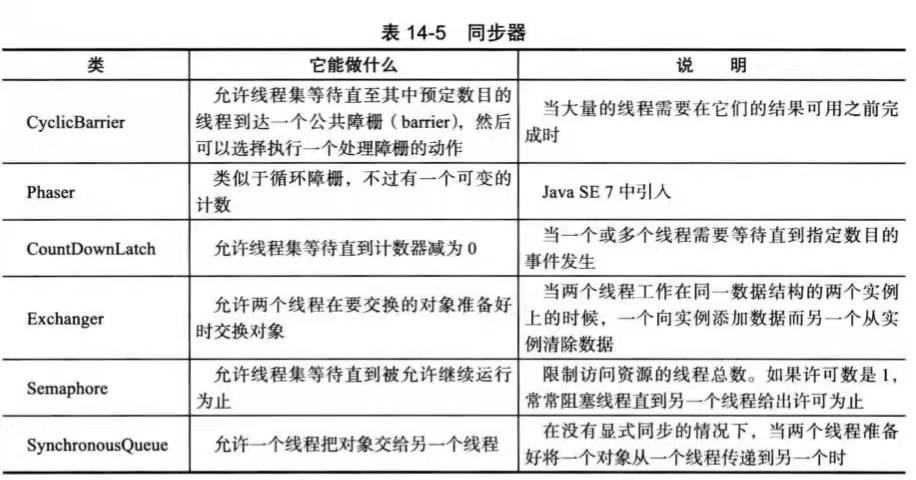 表 14-5 同步器
类 它能做什么 说 明
CyclicBarrier
允许线程集等待直至其中预定数目的
线程到达一个公共障栅（barrier)，然后
可以选择执行一个处理障栅的动作
当大量的线程需要在它们的结果可用之前完
成时
Phaser
类似于循环障栅，不过有一个可变的
计数
Java SE 7 中引入
CountDownLatch
允许线程集等待直到计数器减为 0
当一个或多个线程需要等待直到指定数目的
事件发生
Exchanger
允许两个线程在要交换的对象准备好
时交换对象
当两个线程工作在同一数据结构的两个实例
上的时候，一个向实例添加数据而另一个从实
例清除数据
Semaphore
允许线程集等待直到被允许继续运行
为止
限制访问资源的线程总数。如果许可数是 1，
常常阻塞线程直到另一个线程给出许可为止
SynchronousQueue
允许一个线程把对象交给另一个线程
在没有显式同步的情况下，当两个线程准备
好将一个对象从一个线程传递到另一个时